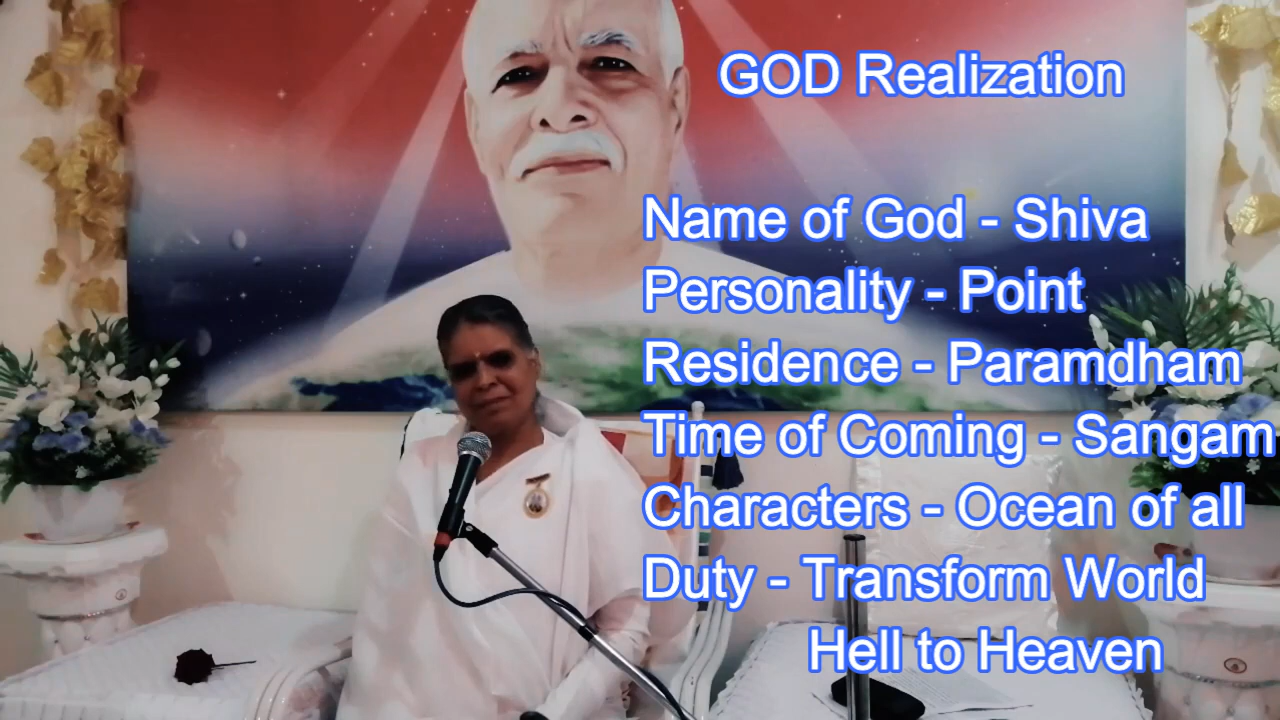 GOD Realization
Name of God - Shiva
Personality - Point
Residence - Paramdham
Time of Coming - Sangam
Characters - Ocean of all
Duty - Transform World
Hell to Heaven